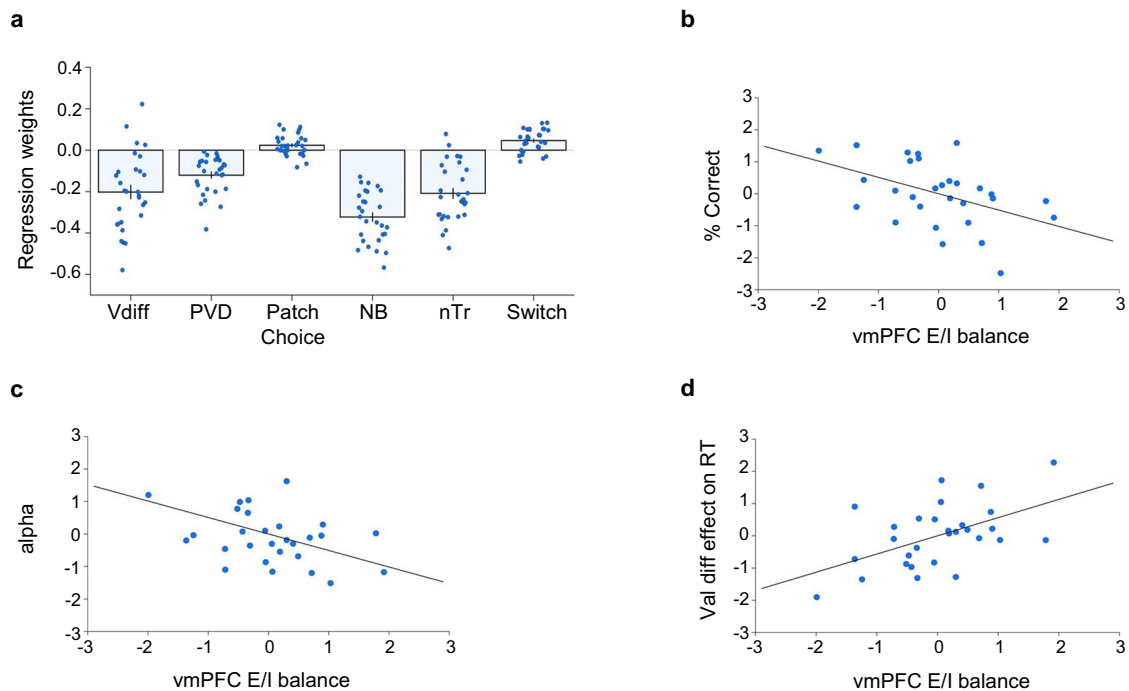 a
Regression weights
0.4
0.2
0.0
-0.2
-0.4
-0.6
Vdiff PVD Patch NB nTr Switch
Choice
b
% Correct
3
2
1
0
-1
-2
-3
-3 -2 -1 0 1 2 3
vmPFC E/I balance
c
alpha
3
2
1
0
-1
-2
-3
-3 -2 -1 0 1 2 3
vmPFC E/I balance
d
Val diff effect on RT
3
2
1
0
-1
-2
-3
-3 -2 -1 0 1 2 3
vmPFC E/I balance